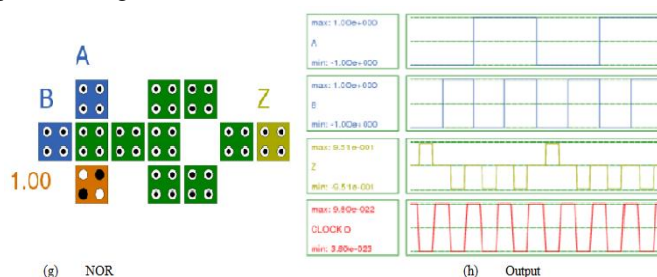 A
B
Z
1.00
(g) NOR
max: 1.00e+000
A
min: -1.00e+000
max: 1.00e+000
B
min: -1.00e+000
max: 9.51e-001
Z
min: -9.51e-001
max: 9.80e-022
CLOCK 0
min: 3.80e-023
(h) Output